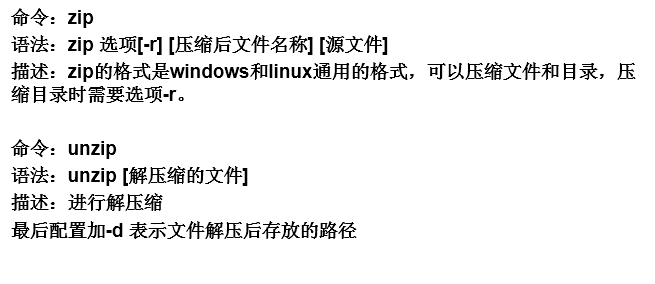 命令：zip
语法：zip 选项[-r] [压缩后文件名称] [源文件]
描述：zip的格式是windows和linux通用的格式，可以压缩文件和目录，压
缩目录时需要选项-r。
命令：unzip
语法：unzip [解压缩的文件]
描述：进行解压缩
最后配置加-d 表示文件解压后存放的路径